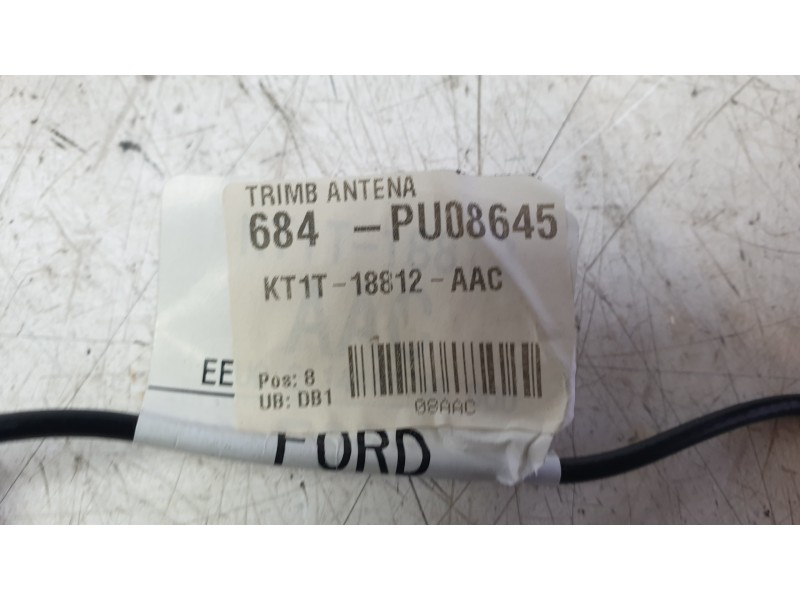 TRIMB ANTENA
684 - PU08645
KT1T-18812-AAC
EE
Pos: 8
UB: DB1
08AAC
FORD